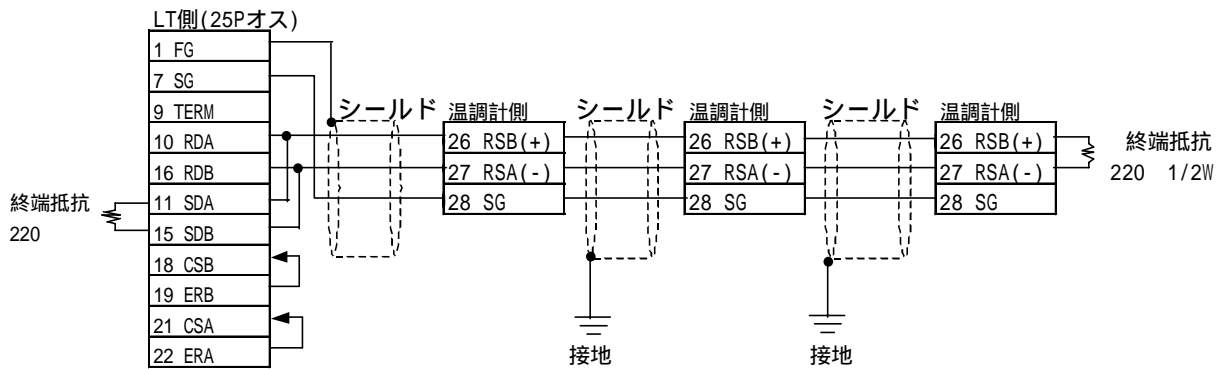 LT側(25Pオス)
1 FG
7 SG
9 TERM
10 RDA
16 RDB
11 SDA
15 SDB
18 CSB
19 ERB
21 CSA
22 ERA
終端抵抗
220
シールド
温調計側
26 RSB(+)
27 RSA(-)
28 SG
シールド
接地
温調計側
26 RSB(+)
27 RSA(-)
28 SG
シールド
接地
温調計側
26 RSB(+)
27 RSA(-)
28 SG
終端抵抗
220 1/2W